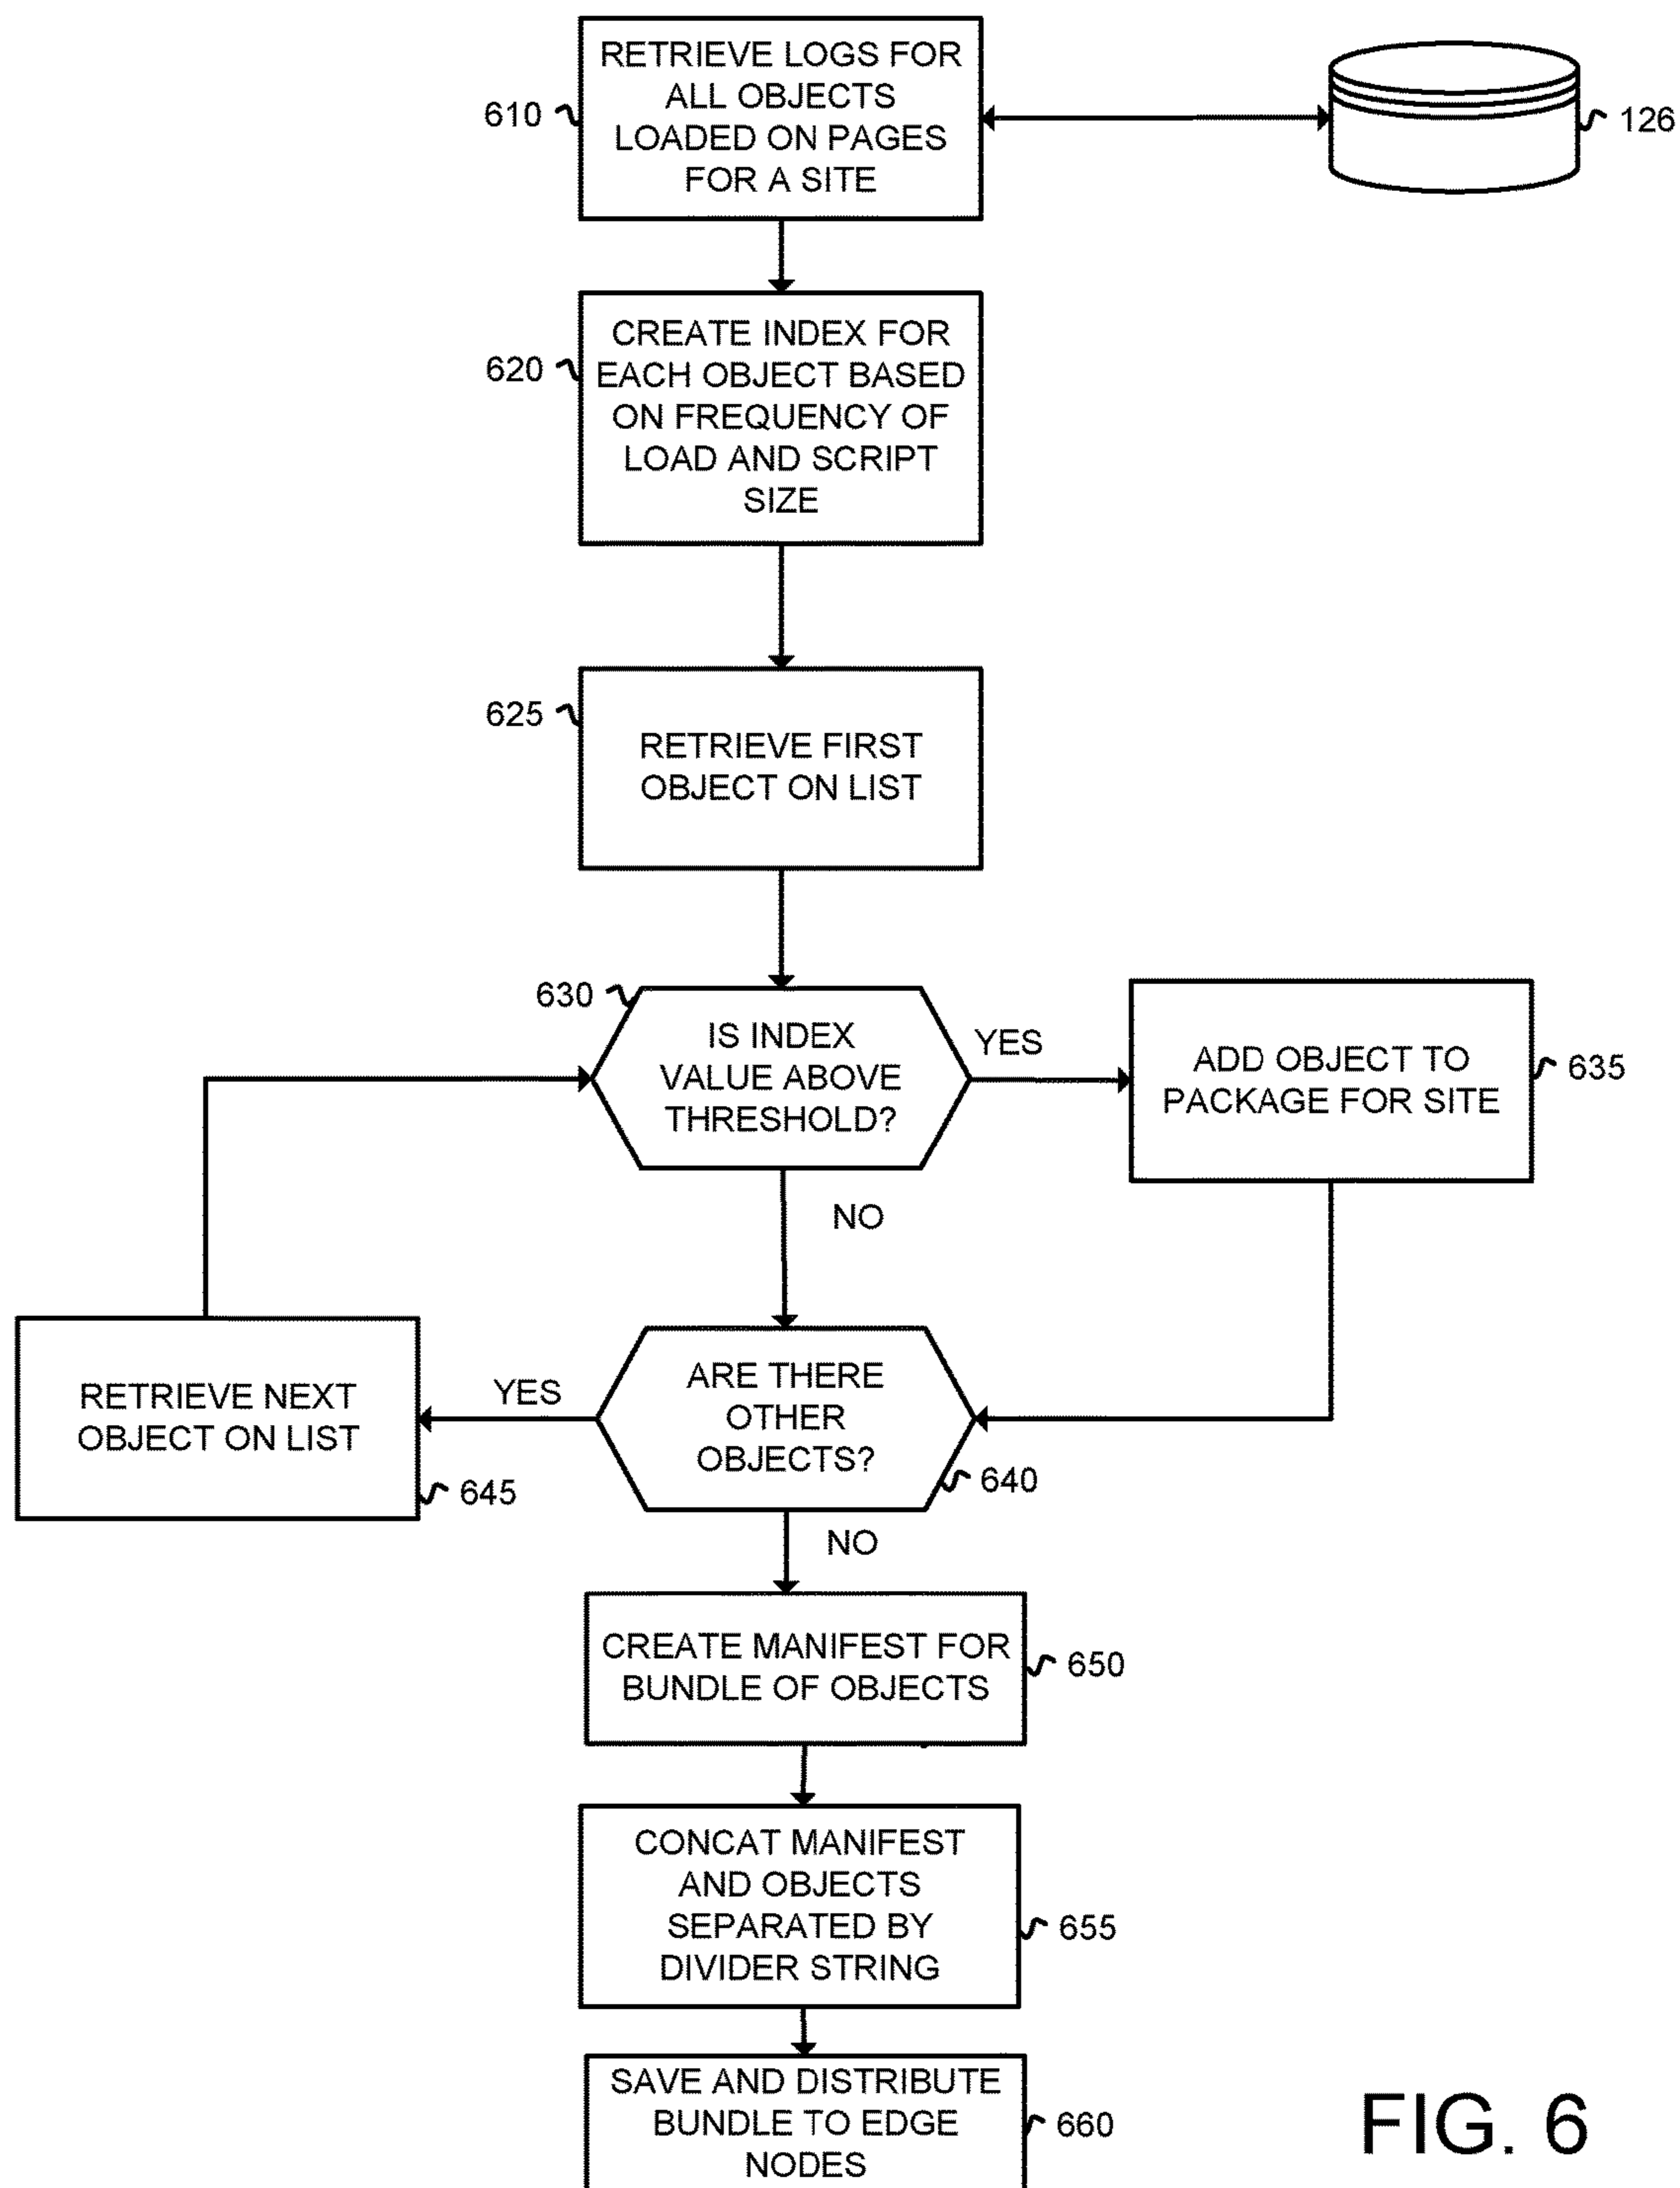 RETRIEVE LOGS FOR
ALL OBJECTS
LOADED ON PAGES
FOR A SITE
610
126
CREATE INDEX FOR
EACH OBJECT BASED
ON FREQUENCY OF
LOAD AND SCRIPT
SIZE
620
625
RETRIEVE FIRST
OBJECT ON LIST
630
IS INDEX
VALUE ABOVE
THRESHOLD?
YES
ADD OBJECT TO
PACKAGE FOR SITE
635
NO
RETRIEVE NEXT
OBJECT ON LIST
645
YES
ARE THERE
OTHER
OBJECTS?
640
NO
CREATE MANIFEST FOR
BUNDLE OF OBJECTS
650
CONCAT MANIFEST
AND OBJECTS
SEPARATED BY
DIVIDER STRING
655
SAVE AND DISTRIBUTE
BUNDLE TO EDGE
NODES
660
FIG. 6